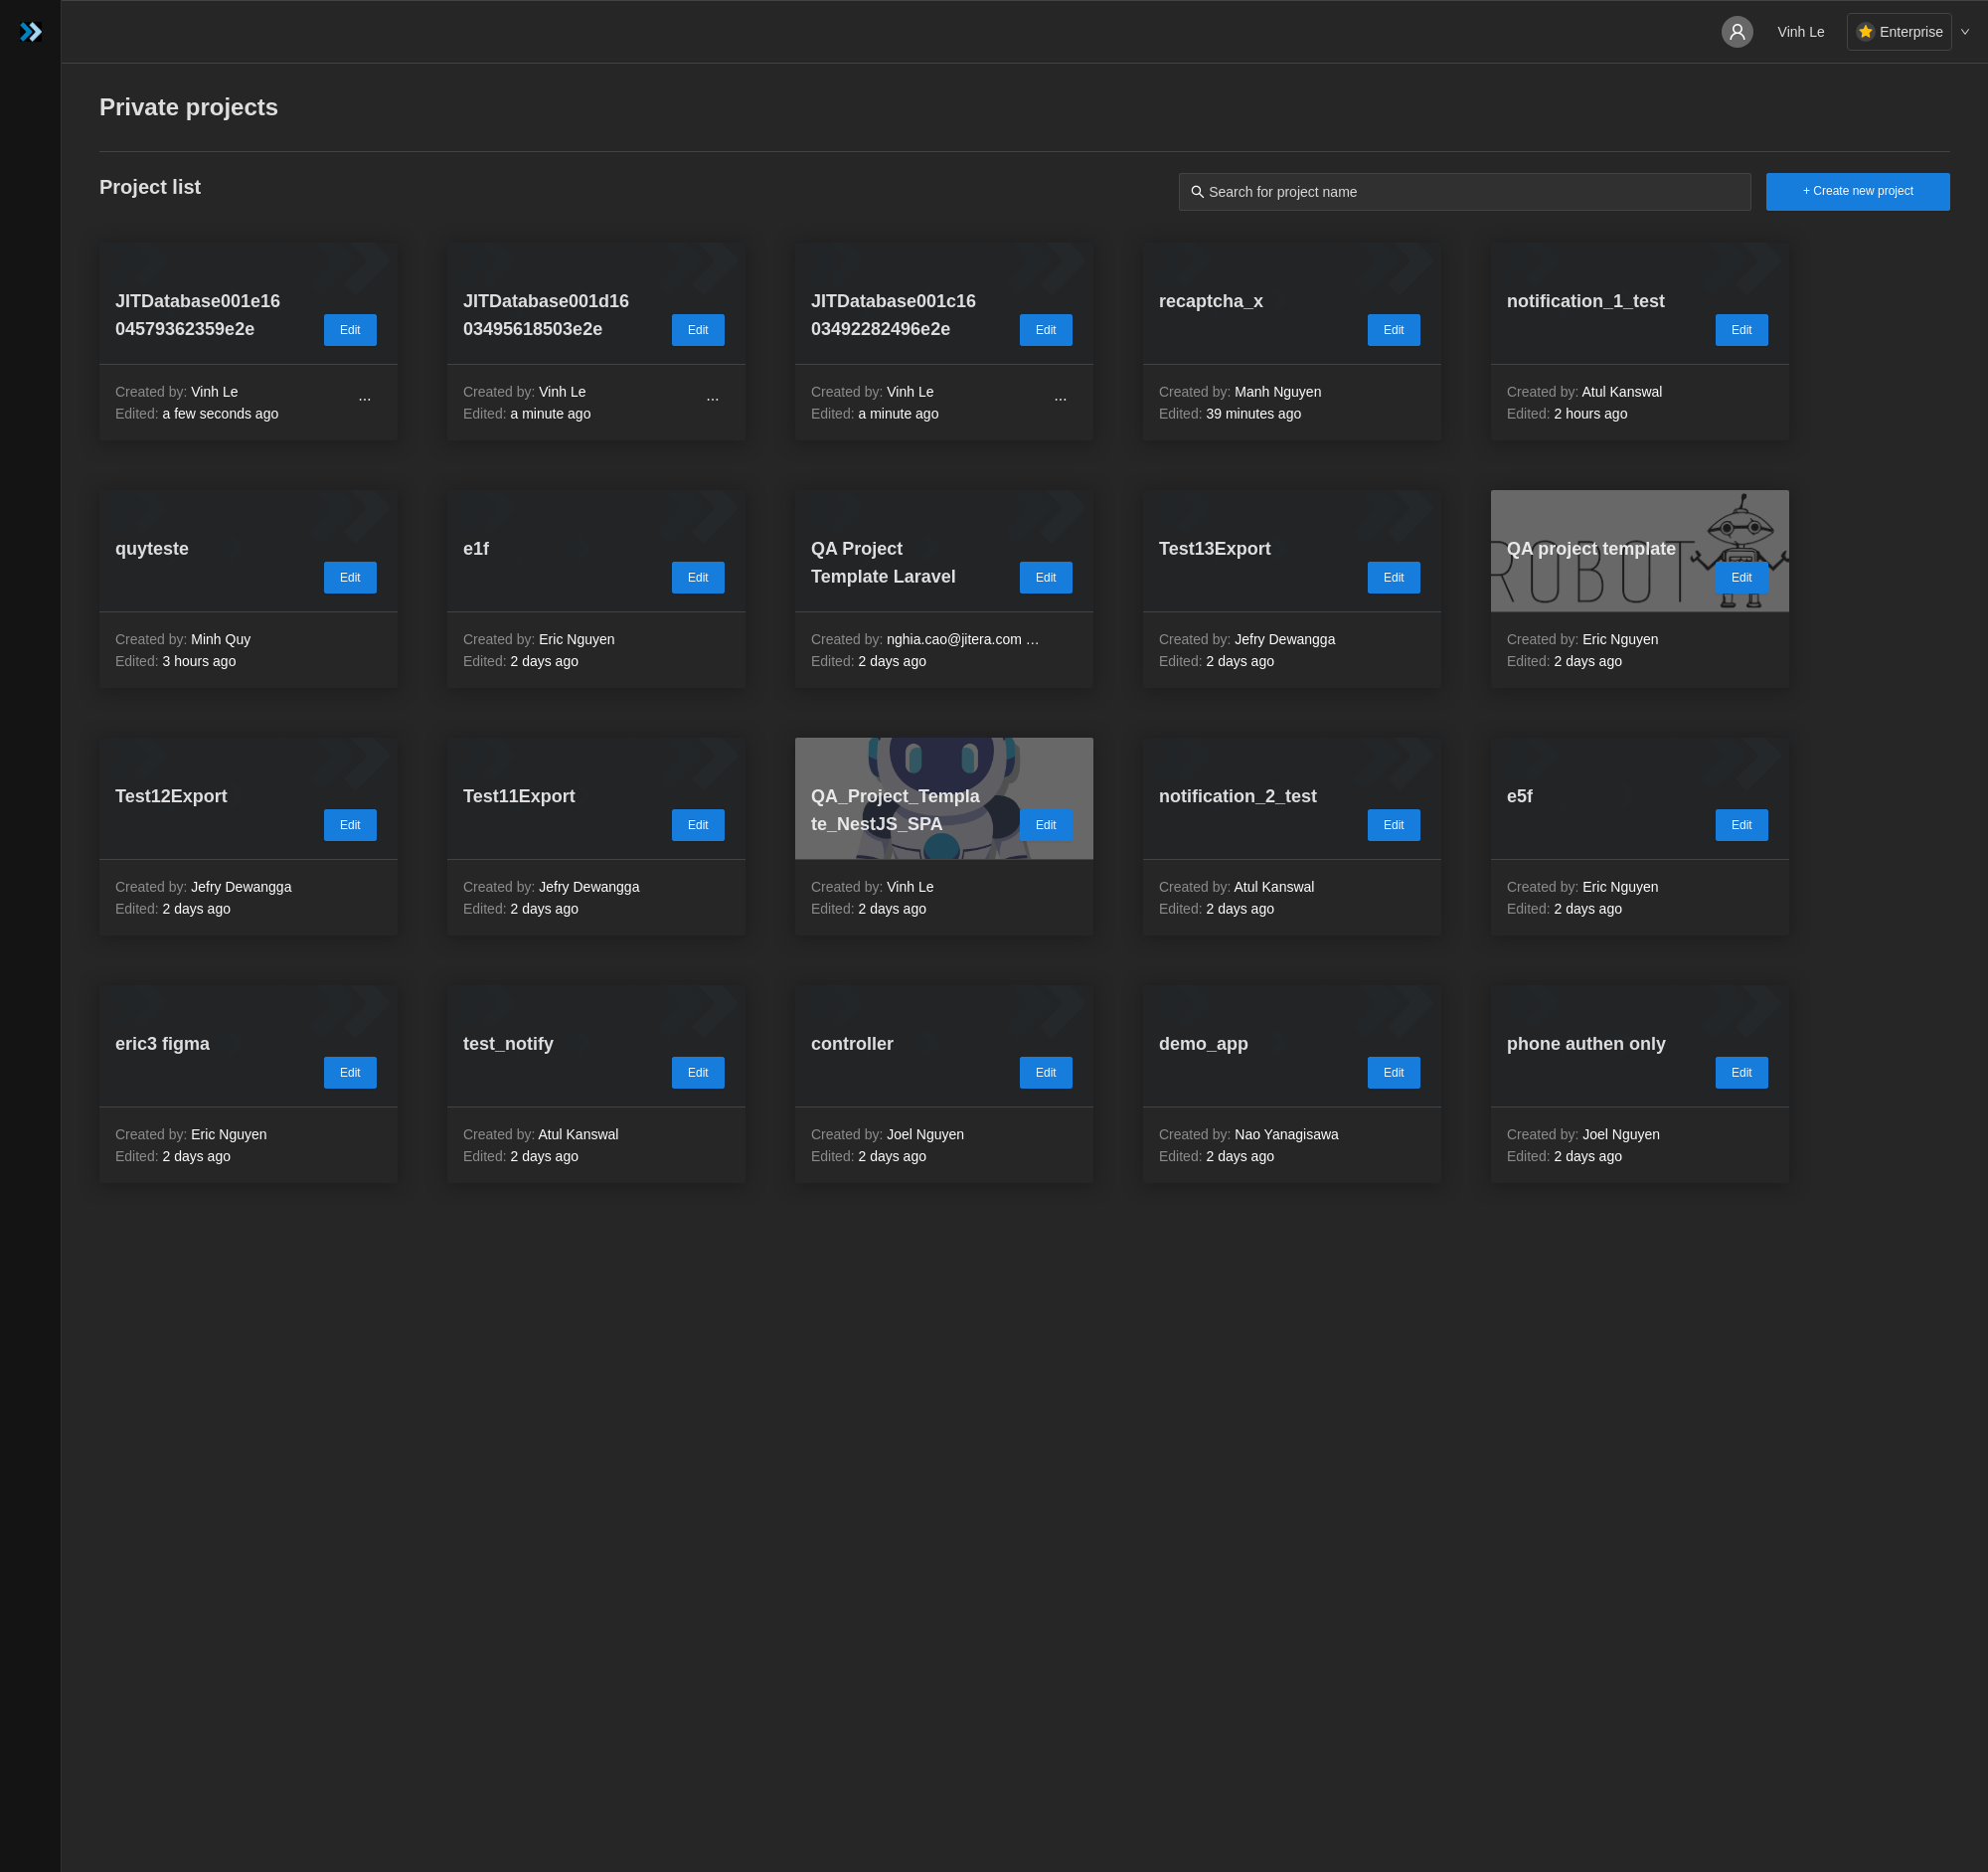 Vinh Le
Enterprise
Private projects
Project list
Search for project name
+ Create new project
JITDatabase001e16
04579362359e2e
Edit
Created by: Vinh Le
...
Edited: a few seconds ago
JITDatabase001d16
03495618503e2e
Edit
Created by: Vinh Le
...
Edited: a minute ago
JITDatabase001c16
03492282496e2e
Edit
Created by: Vinh Le
...
Edited: a minute ago
recaptcha_x
Edit
Created by: Manh Nguyen
Edited: 39 minutes ago
notification_1_test
Edit
Created by: Atul Kanswal
Edited: 2 hours ago
quyteste
Edit
Created by: Minh Quy
Edited: 3 hours ago
e1f
Edit
Created by: Eric Nguyen
Edited: 2 days ago
QA Project
Template Laravel
Edit
Created by: nghia.cao@jitera.com …
Edited: 2 days ago
Test13Export
Edit
Created by: Jefry Dewangga
Edited: 2 days ago
QA project template
ROBOT
Edit
Created by: Eric Nguyen
Edited: 2 days ago
Test12Export
Edit
Created by: Jefry Dewangga
Edited: 2 days ago
Test11Export
Edit
Created by: Jefry Dewangga
Edited: 2 days ago
QA_Project_Templa
te_NestJS_SPA
Edit
Created by: Vinh Le
Edited: 2 days ago
notification_2_test
Edit
Created by: Atul Kanswal
Edited: 2 days ago
e5f
Edit
Created by: Eric Nguyen
Edited: 2 days ago
eric3 figma
Edit
Created by: Eric Nguyen
Edited: 2 days ago
test_notify
Edit
Created by: Atul Kanswal
Edited: 2 days ago
controller
Edit
Created by: Joel Nguyen
Edited: 2 days ago
demo_app
Edit
Created by: Nao Yanagisawa
Edited: 2 days ago
phone authen only
Edit
Created by: Joel Nguyen
Edited: 2 days ago